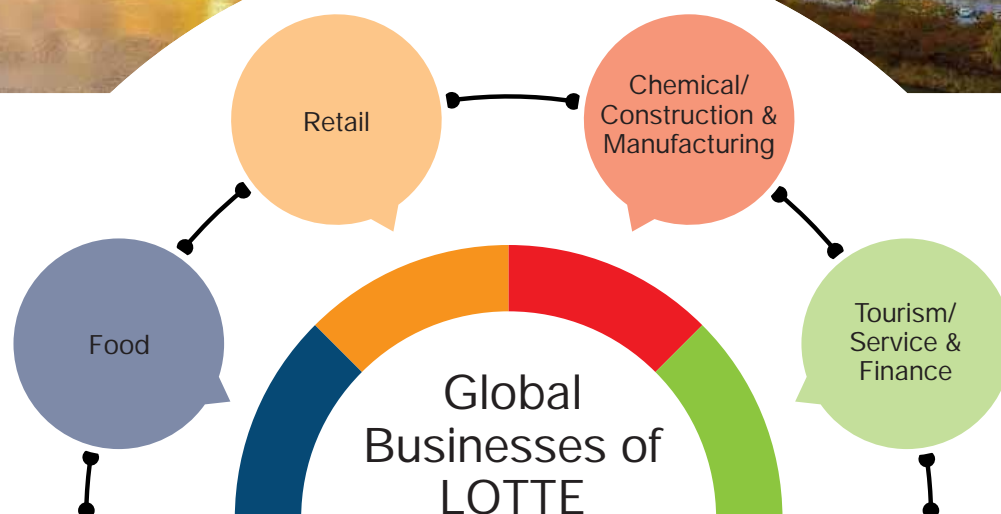 Retail
Chemical/
Construction &
Manufacturing
Food
Tourism/
Service &
Finance
Global
Businesses of
LOTTE